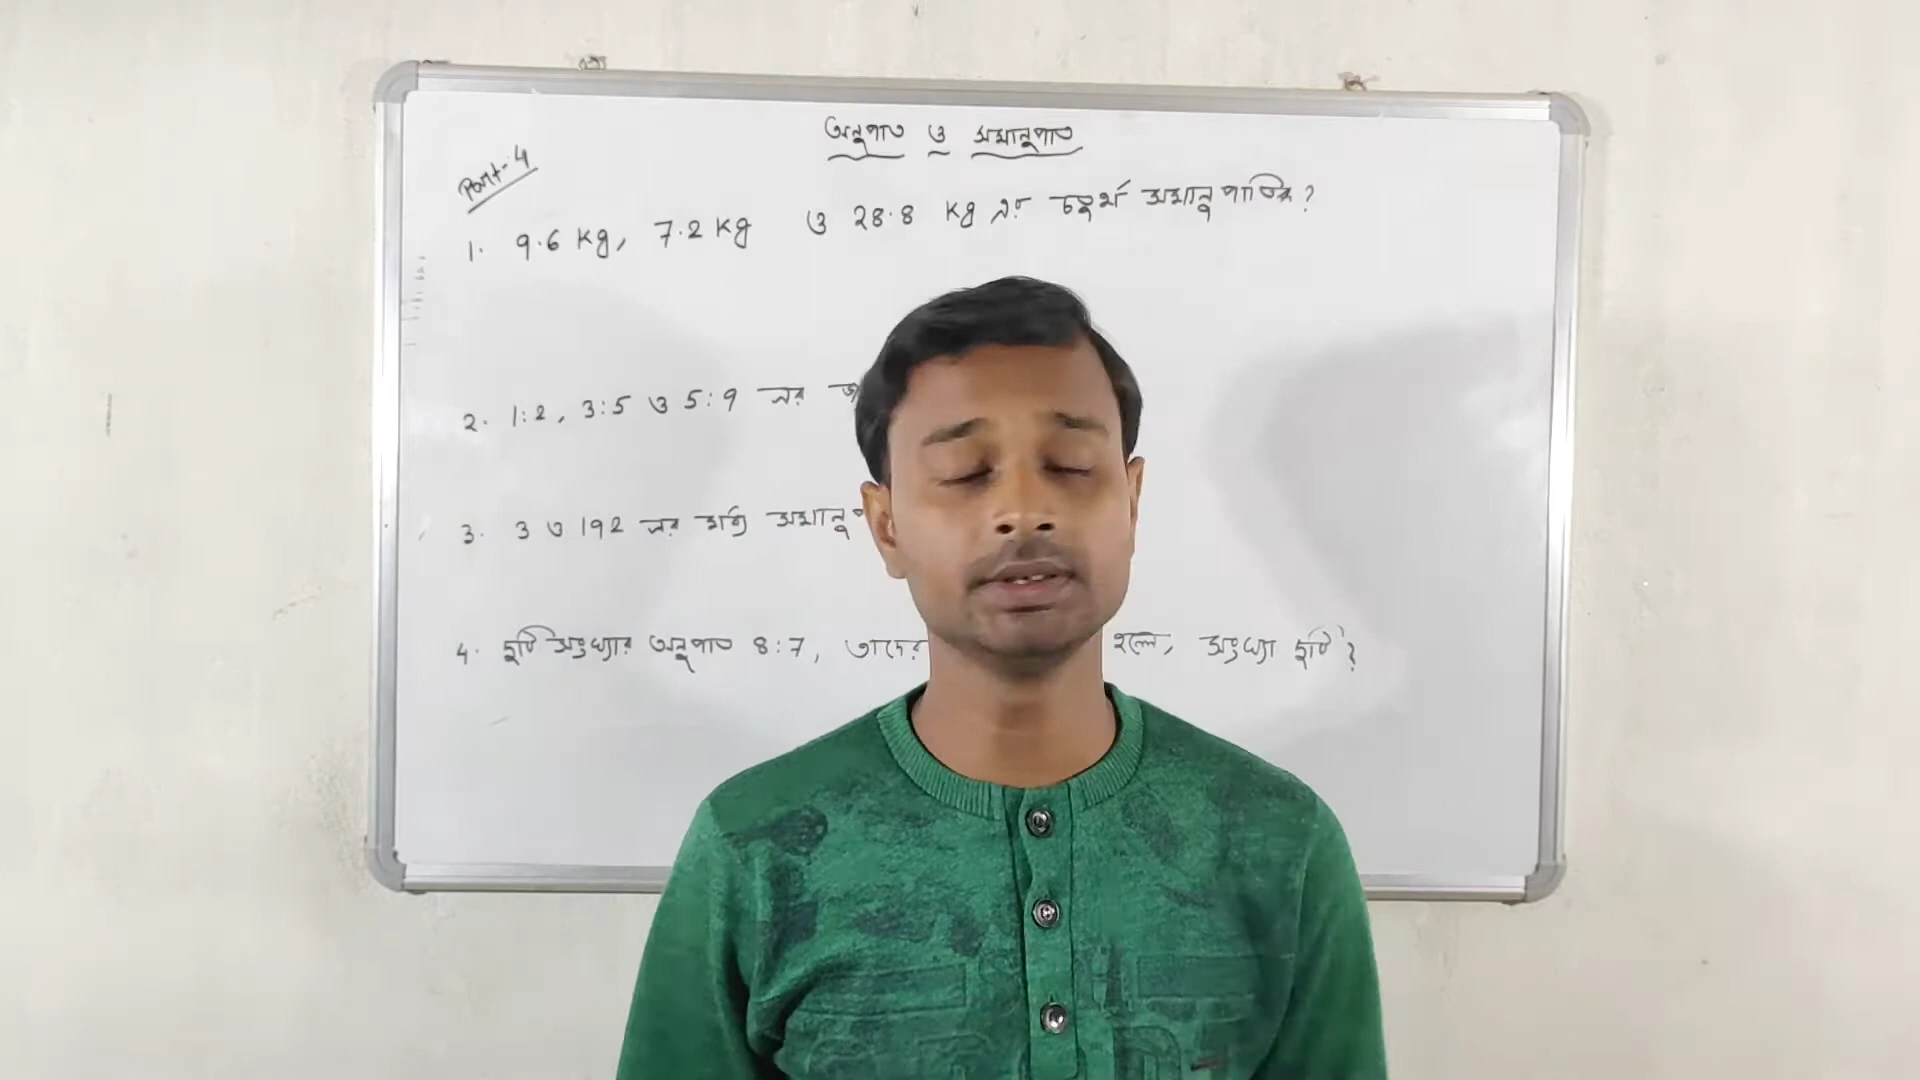 অনুপাত ও সমানুপাত
Part-4
1. 9.6 kg, 7.2 kg ও 28.8 kg এর চতুর্থ সমানুপাতিক?
2. 1:2, 3:5 ও 5:9 এর
3. 3 ও 192 এর মধ্য
4. দুটি সংখ্যার অনুপাত 8:7, তাদের হলে, সংখ্যা দুটি?